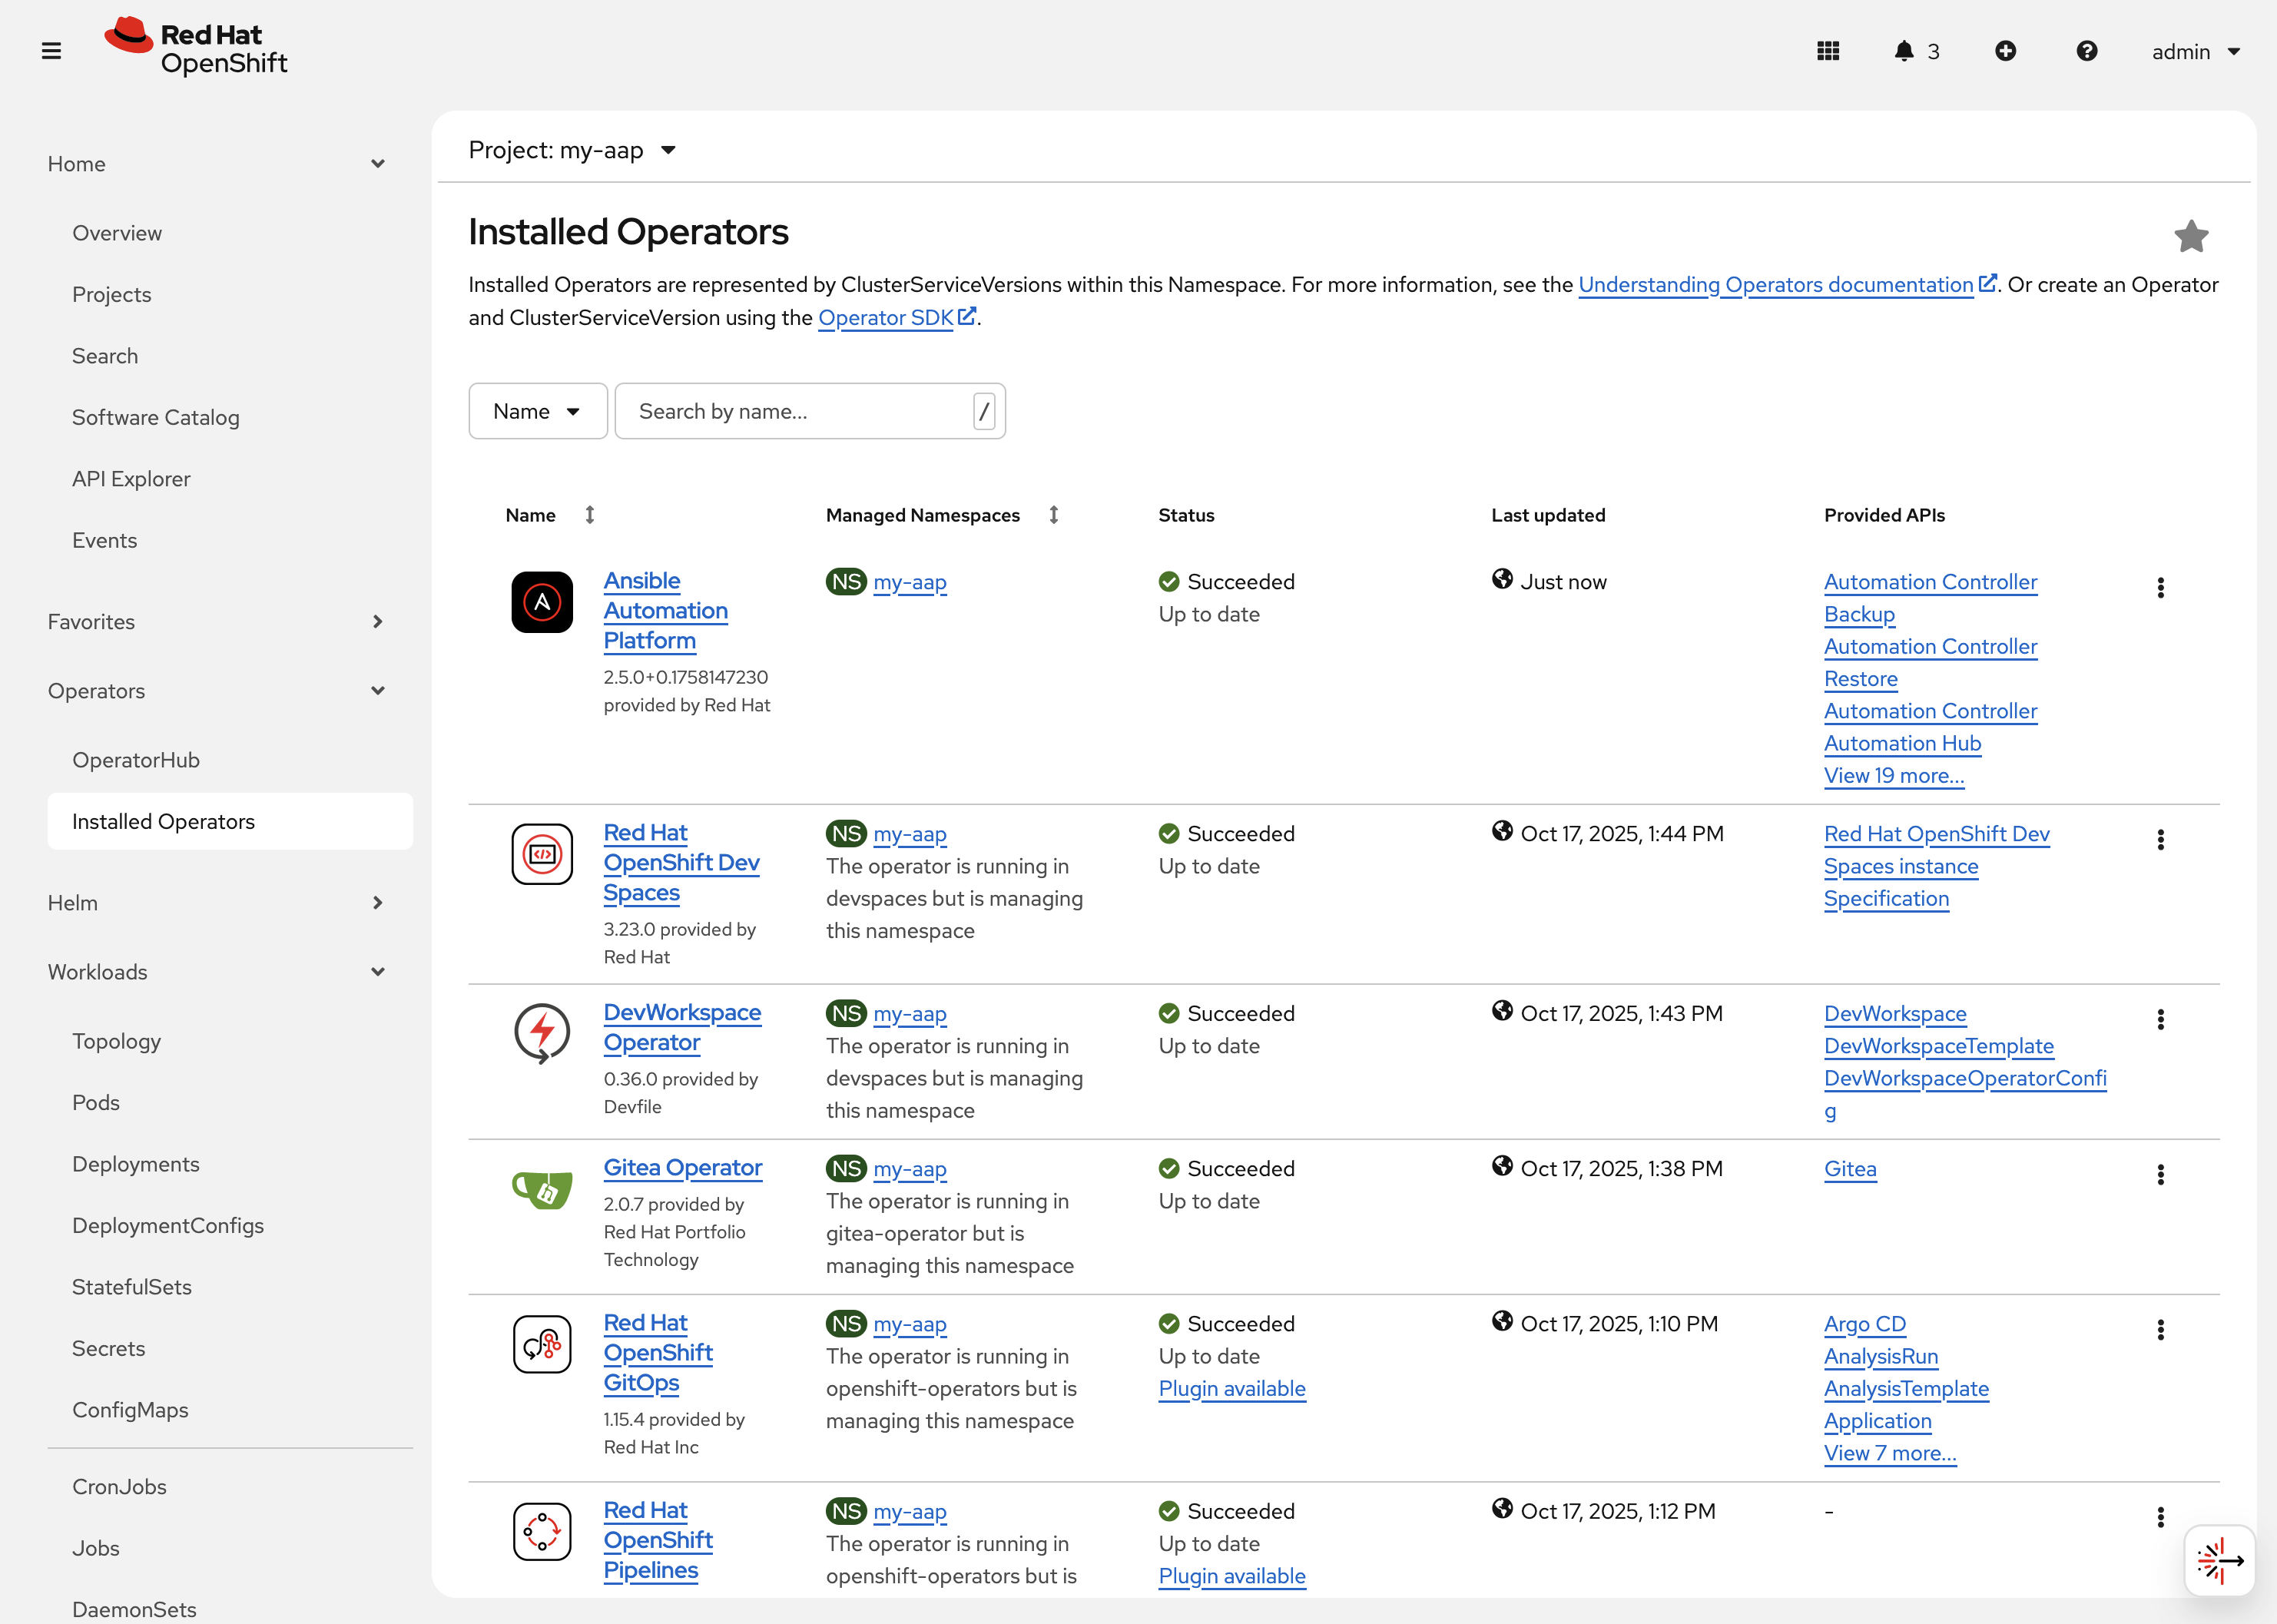 Red Hat
OpenShift
3
admin
Home
Overview
Projects
Search
Software Catalog
API Explorer
Events
Favorites
Operators
OperatorHub
Installed Operators
Helm
Workloads
Topology
Pods
Deployments
DeploymentConfigs
StatefulSets
Secrets
ConfigMaps
CronJobs
Jobs
DaemonSets
Project: my-aap
Installed Operators
Installed Operators are represented by ClusterServiceVersions within this Namespace. For more information, see the Understanding Operators documentation. Or create an Operator
and ClusterServiceVersion using the Operator SDK.
Name
Search by name...
/
Name Managed Namespaces Status Last updated Provided APIs
Ansible
Automation
Platform
2.5.0+0.1758147230
provided by Red Hat
NS my-aap
Succeeded
Up to date
Just now
Automation Controller
Backup
Automation Controller
Restore
Automation Controller
Automation Hub
View 19 more...
Red Hat
OpenShift Dev
Spaces
3.23.0 provided by
Red Hat
NS my-aap
The operator is running in
devspaces but is managing
this namespace
Succeeded
Up to date
Oct 17, 2025, 1:44 PM
Red Hat OpenShift Dev
Spaces instance
Specification
DevWorkspace
Operator
0.36.0 provided by
Devfile
NS my-aap
The operator is running in
devspaces but is managing
this namespace
Succeeded
Up to date
Oct 17, 2025, 1:43 PM
DevWorkspace
DevWorkspaceTemplate
DevWorkspaceOperatorConfi
g
Gitea Operator
2.0.7 provided by
Red Hat Portfolio
Technology
NS my-aap
The operator is running in
gitea-operator but is
managing this namespace
Succeeded
Up to date
Oct 17, 2025, 1:38 PM
Gitea
Red Hat
OpenShift
GitOps
1.15.4 provided by
Red Hat Inc
NS my-aap
The operator is running in
openshift-operators but is
managing this namespace
Succeeded
Up to date
Plugin available
Oct 17, 2025, 1:10 PM
Argo CD
AnalysisRun
AnalysisTemplate
Application
View 7 more...
Red Hat
OpenShift
Pipelines
NS my-aap
The operator is running in
openshift-operators but is
Succeeded
Up to date
Plugin available
Oct 17, 2025, 1:12 PM
-